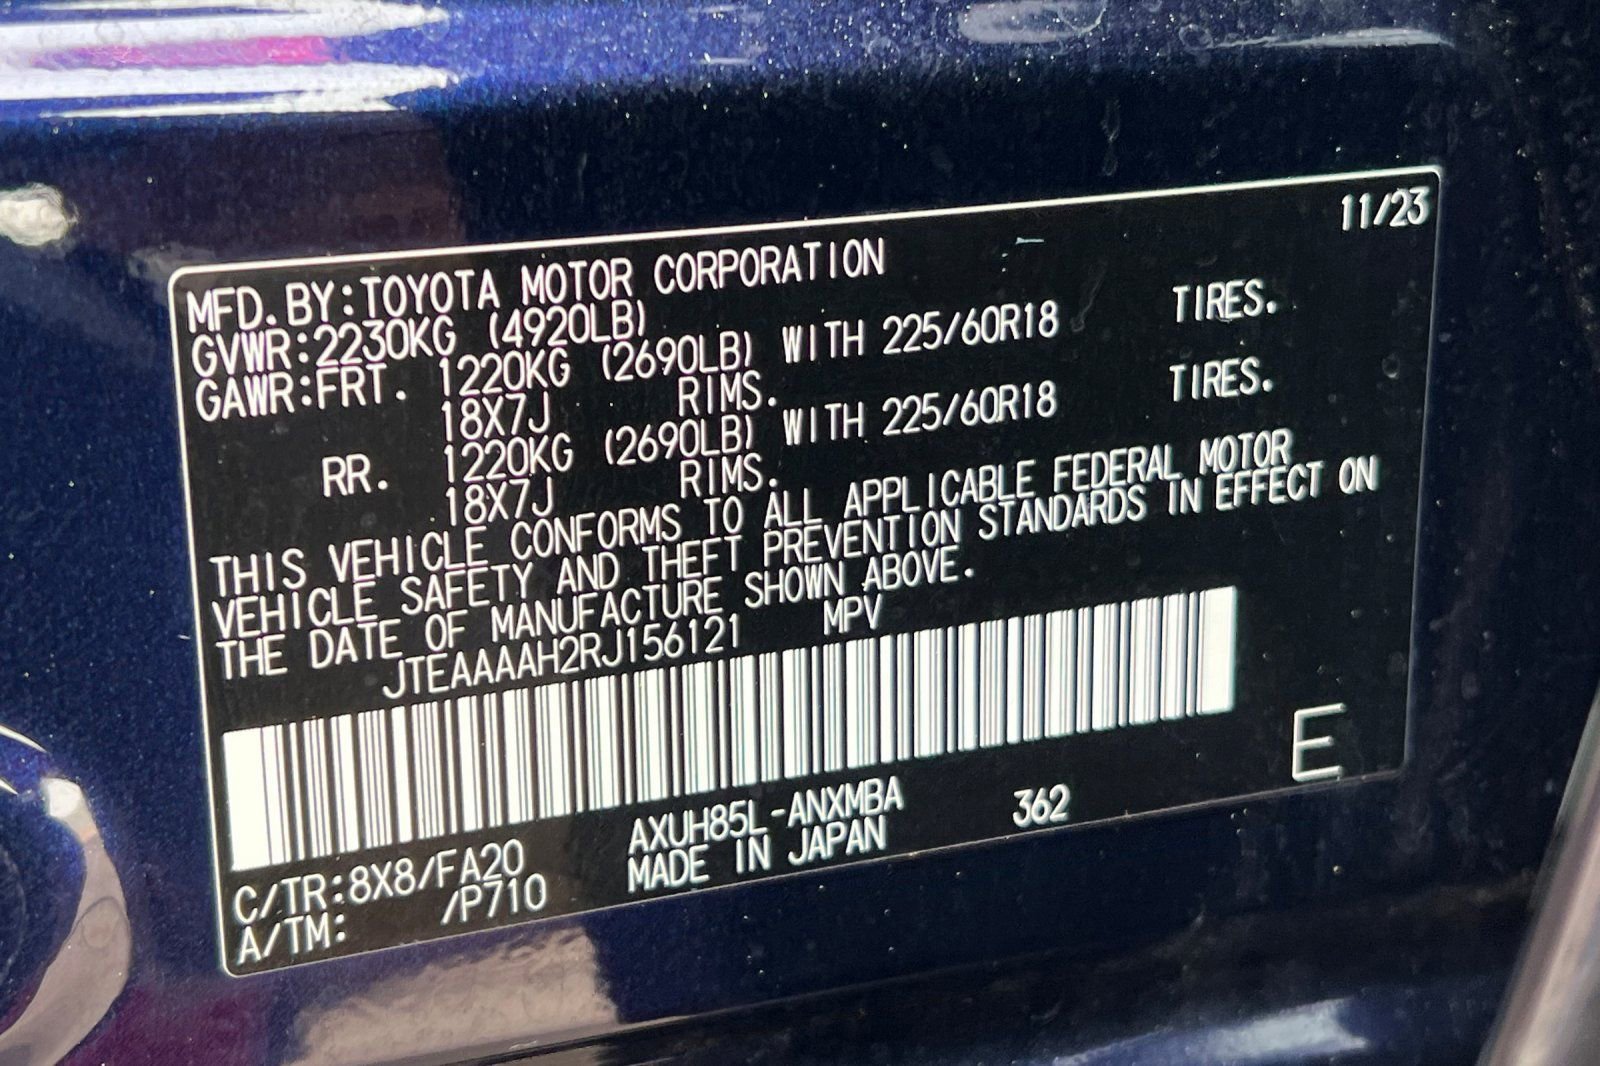 11/23
MFD.BY:TOYOTA MOTOR CORPORATION
GVWR:2230KG (4920LB)
GAWR:FRT. 1220KG (2690LB) WITH 225/60R18 TIRES.
18X7J RIMS.
RR. 1220KG (2690LB) WITH 225/60R18 TIRES.
18X7J RIMS.
THIS VEHICLE CONFORMS TO ALL APPLICABLE FEDERAL MOTOR
VEHICLE SAFETY AND THEFT PREVENTION STANDARDS IN EFFECT ON
THE DATE OF MANUFACTURE SHOWN ABOVE.
JTEAAAAH2RJ156121 MPV
E
C/TR:8X8/FA20 AXUH85L-ANXMBA 362
A/TM: /P710 MADE IN JAPAN